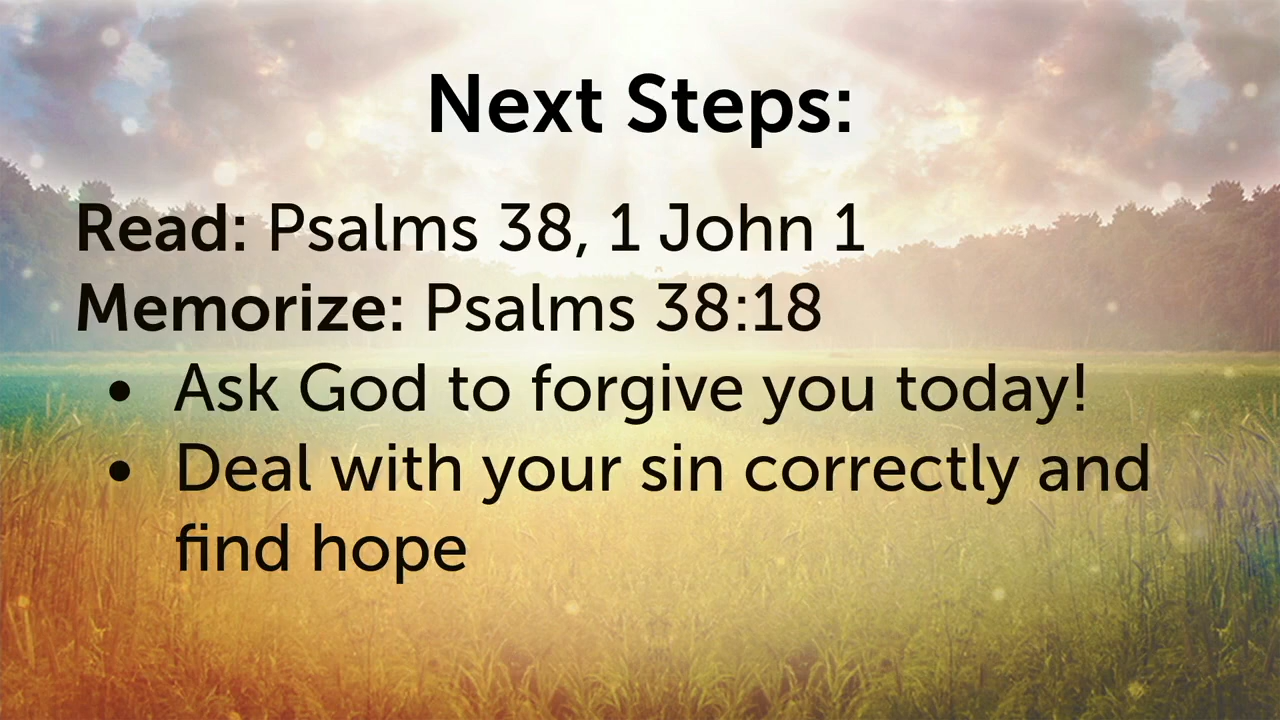 Next Steps:
Read: Psalms 38, 1 John 1
Memorize: Psalms 38:18
• Ask God to forgive you today!
• Deal with your sin correctly and
find hope